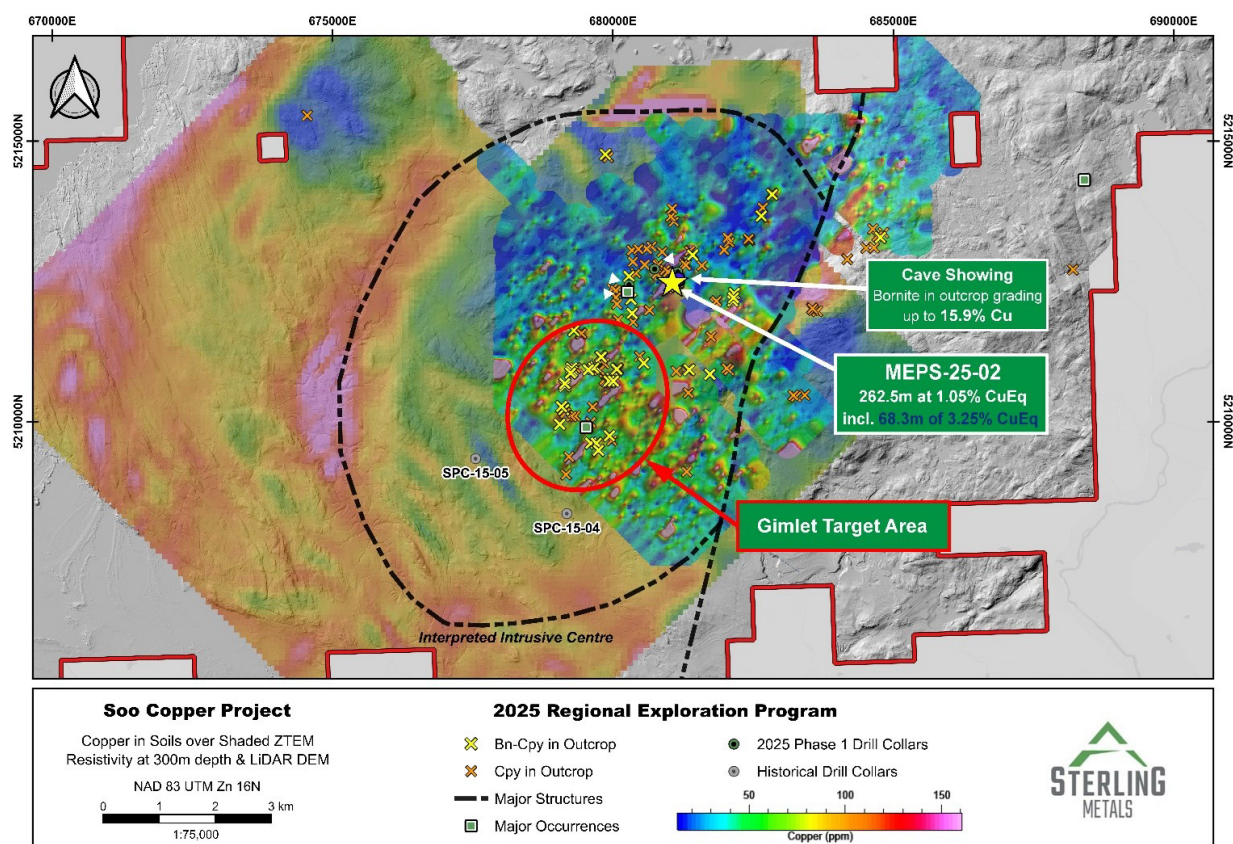 670000E
675000E
680000E
685000E
690000E
5215000N
5215000N
Cave Showing
Bornite in outcrop grading
up to 15.9% Cu
MEPS-25-02
262.5m at 1.05% CuEq
incl. 68.3m of 3.25% CuEq
5210000N
5210000N
SPC-15-05
SPC-15-04
Gimlet Target Area
Interpreted Intrusive Centre
Soo Copper Project
Copper in Soils over Shaded ZTEM
Resistivity at 300m depth & LiDAR DEM
NAD 83 UTM Zn 16N
0 1 2 3 km
1:75,000
2025 Regional Exploration Program
Bn-Cpy in Outcrop
Cpy in Outcrop
Major Structures
Major Occurrences
2025 Phase 1 Drill Collars
Historical Drill Collars
50 100 150
Copper (ppm)
STERLING
METALS